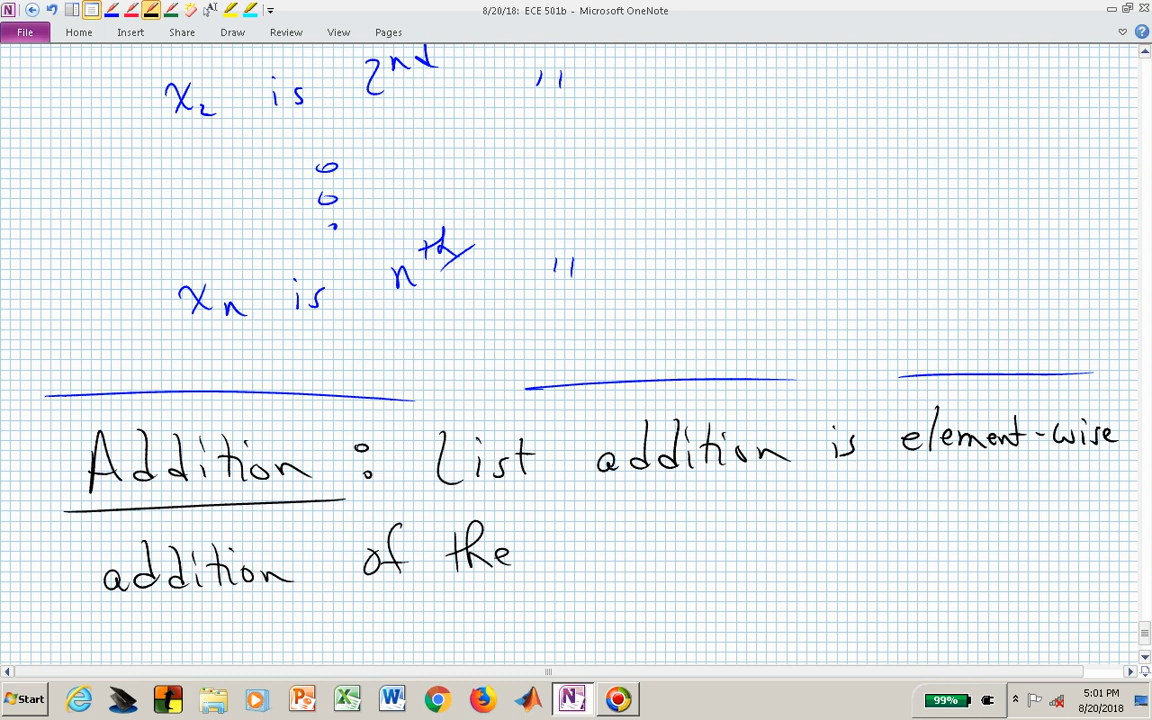 8/20/18: ECE 501b - Microsoft OneNote
File Home Insert Share Draw Review View Pages
x₂ is 2nd "
xn is nth "
Addition : List addition is element-wise
addition of the
Start
99%
5:01 PM
8/20/2018